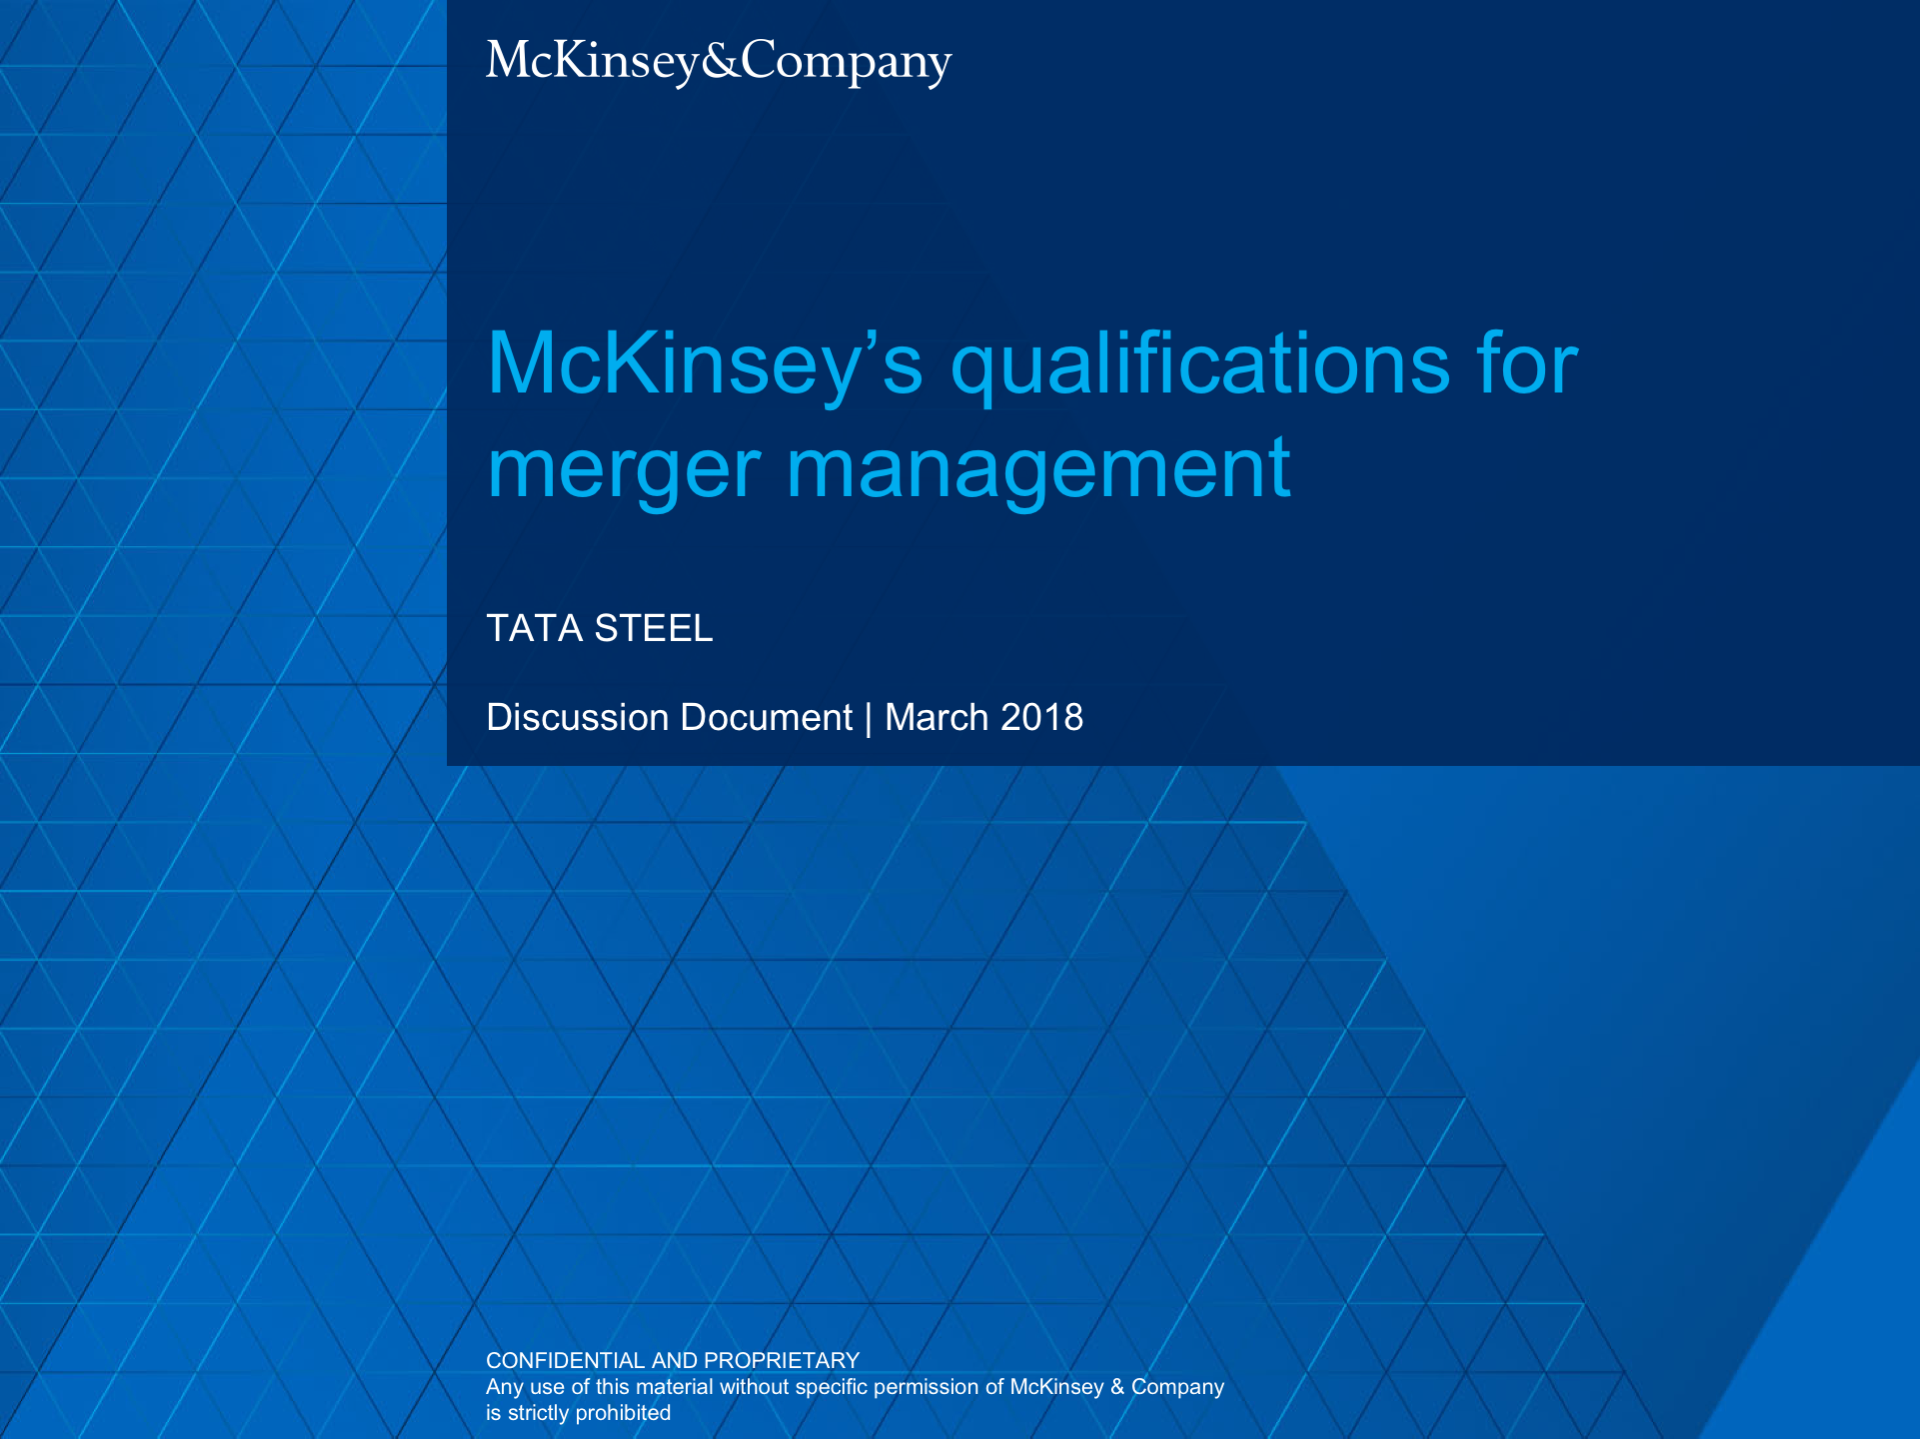 McKinsey&Company
McKinsey’s qualifications for
merger management
TATA STEEL
Discussion Document | March 2018
CONFIDENTIAL AND PROPRIETARY
Any use of this material without specific permission of McKinsey & Company
is strictly prohibited